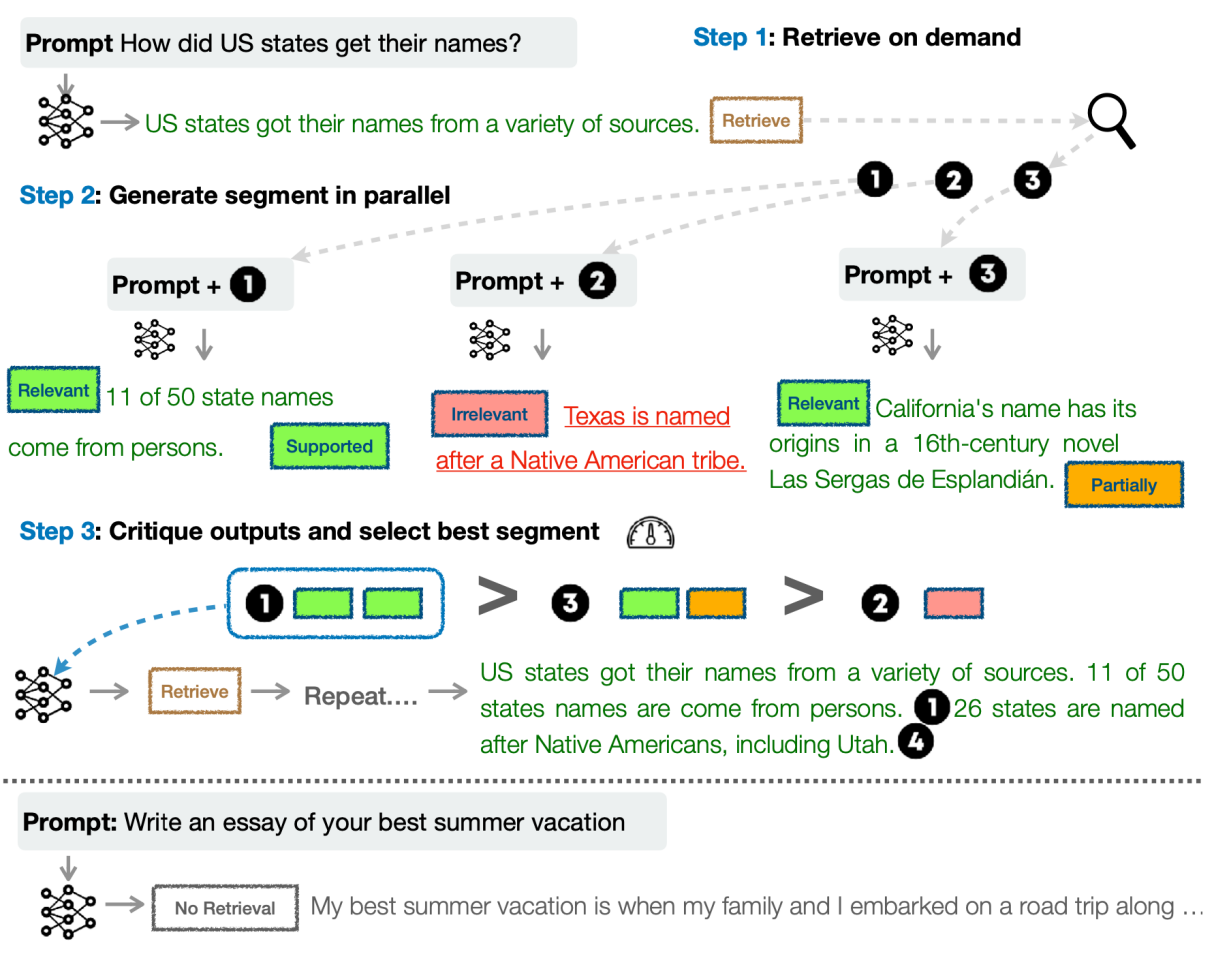 Prompt How did US states get their names?
Step 1: Retrieve on demand
US states got their names from a variety of sources. Retrieve
1 2 3
Step 2: Generate segment in parallel
Prompt + 1
Prompt + 2
Prompt + 3
Relevant 11 of 50 state names
come from persons. Supported
Irrelevant Texas is named
after a Native American tribe.
Relevant California's name has its
origins in a 16th-century novel
Las Sergas de Esplandián. Partially
Step 3: Critique outputs and select best segment
1 > 3 > 2
Retrieve Repeat....
US states got their names from a variety of sources. 11 of 50
states names are come from persons. 1 26 states are named
after Native Americans, including Utah. 4
Prompt: Write an essay of your best summer vacation
No Retrieval My best summer vacation is when my family and I embarked on a road trip along ...